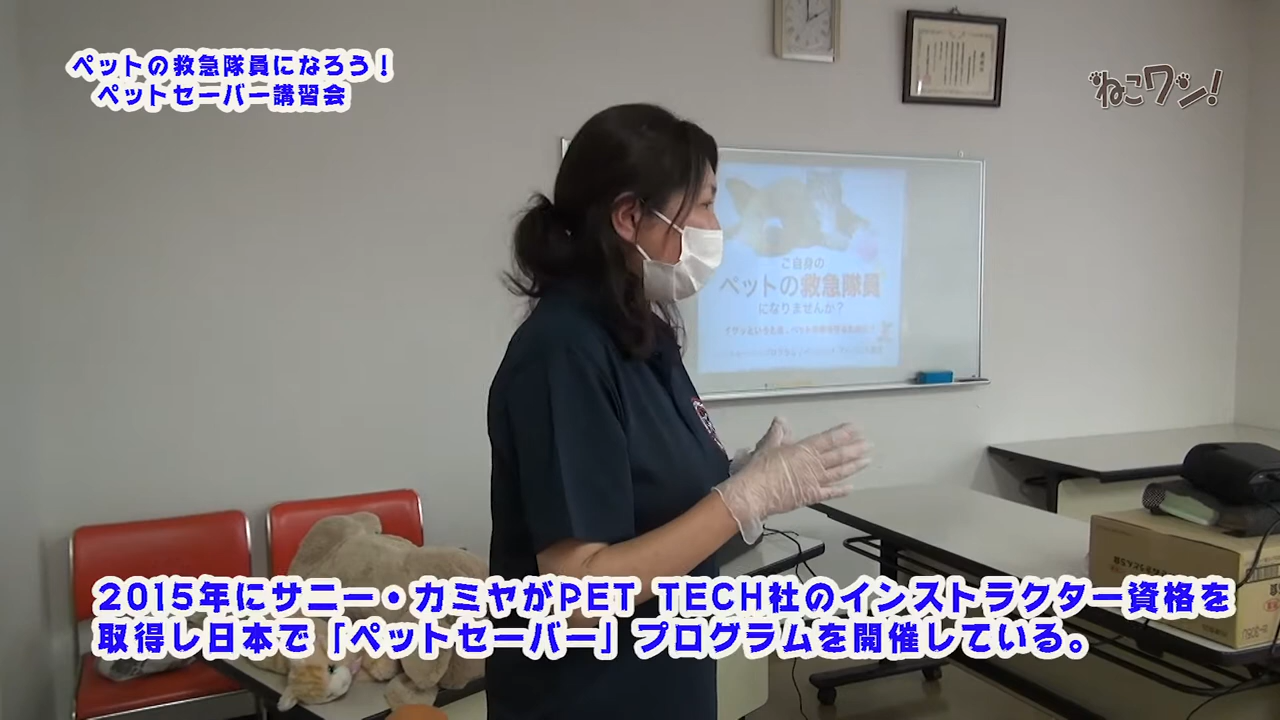 ペットの救急隊員になろう！
ペットセーバー講習会
ねこワン！
ご自身の
ペットの救急隊員
になりませんか？
2015年にサニー・カミヤがPET TECH社のインストラクター資格を
取得し日本で「ペットセーバー」プログラムを開催している。